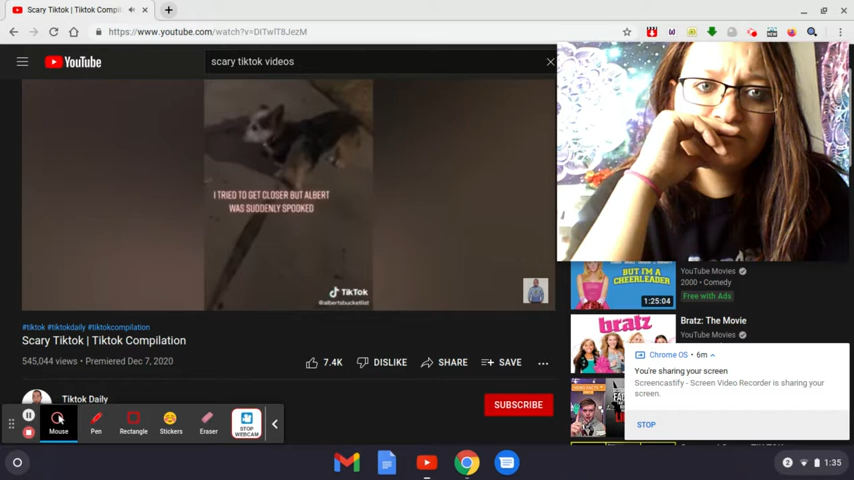 Scary Tiktok | Tiktok Compil
https://www.youtube.com/watch?v=DITwlT8JezM
YouTube
scary tiktok videos
I TRIED TO GET CLOSER BUT ALBERT
WAS SUDDENLY SPOOKED
TikTok
@albertsbucketlist
#tiktok #tiktokdaily #tiktokcompilation
Scary Tiktok | Tiktok Compilation
545,044 views • Premiered Dec 7, 2020
7.4K
DISLIKE
SHARE
SAVE
Tiktok Daily
SUBSCRIBE
BUT I'M A
CHEERLEADER
1:25:04
YouTube Movies
2000 • Comedy
Free with Ads
bratz
Bratz: The Movie
YouTube Movies
Chrome OS • 6m
You're sharing your screen
Screencastify - Screen Video Recorder is sharing your
screen.
STOP
Mouse
Pen
Rectangle
Stickers
Eraser
STOP
WEBCAM
2
1:35